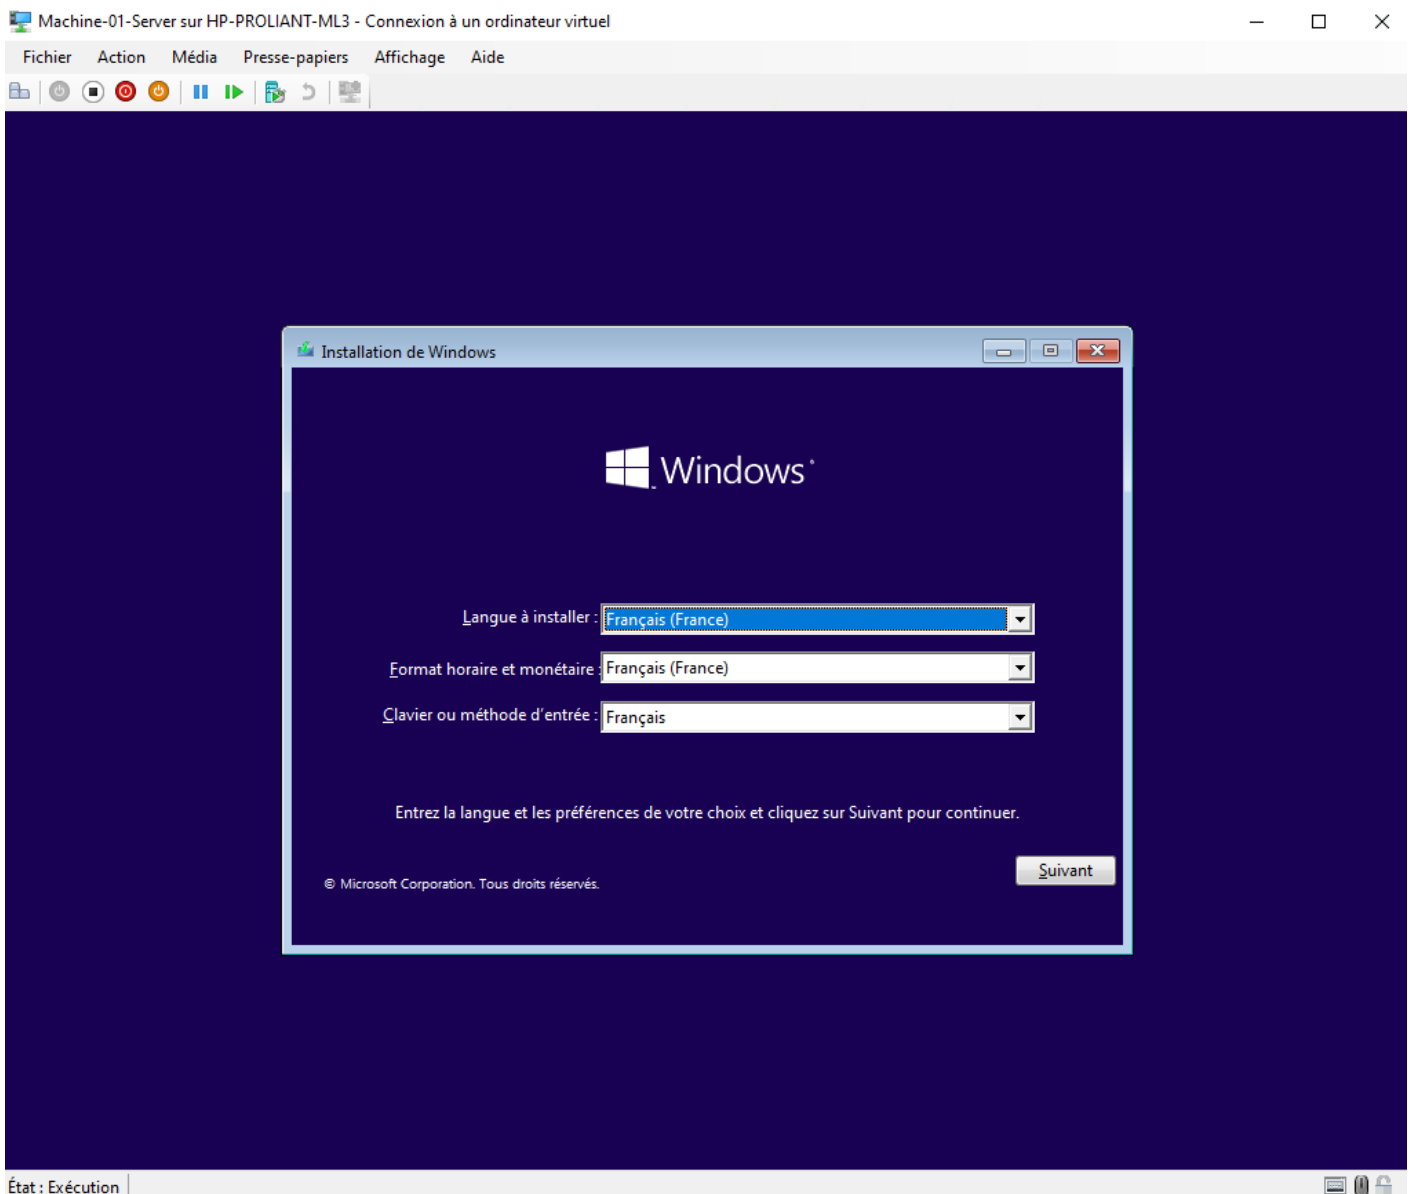 Machine-01-Server sur HP-PROLIANT-ML3 - Connexion à un ordinateur virtuel
Fichier Action Média Presse-papiers Affichage Aide
Installation de Windows
Windows
Langue à installer : Français (France)
Format horaire et monétaire : Français (France)
Clavier ou méthode d'entrée : Français
Entrez la langue et les préférences de votre choix et cliquez sur Suivant pour continuer.
Suivant
© Microsoft Corporation. Tous droits réservés.
État : Exécution